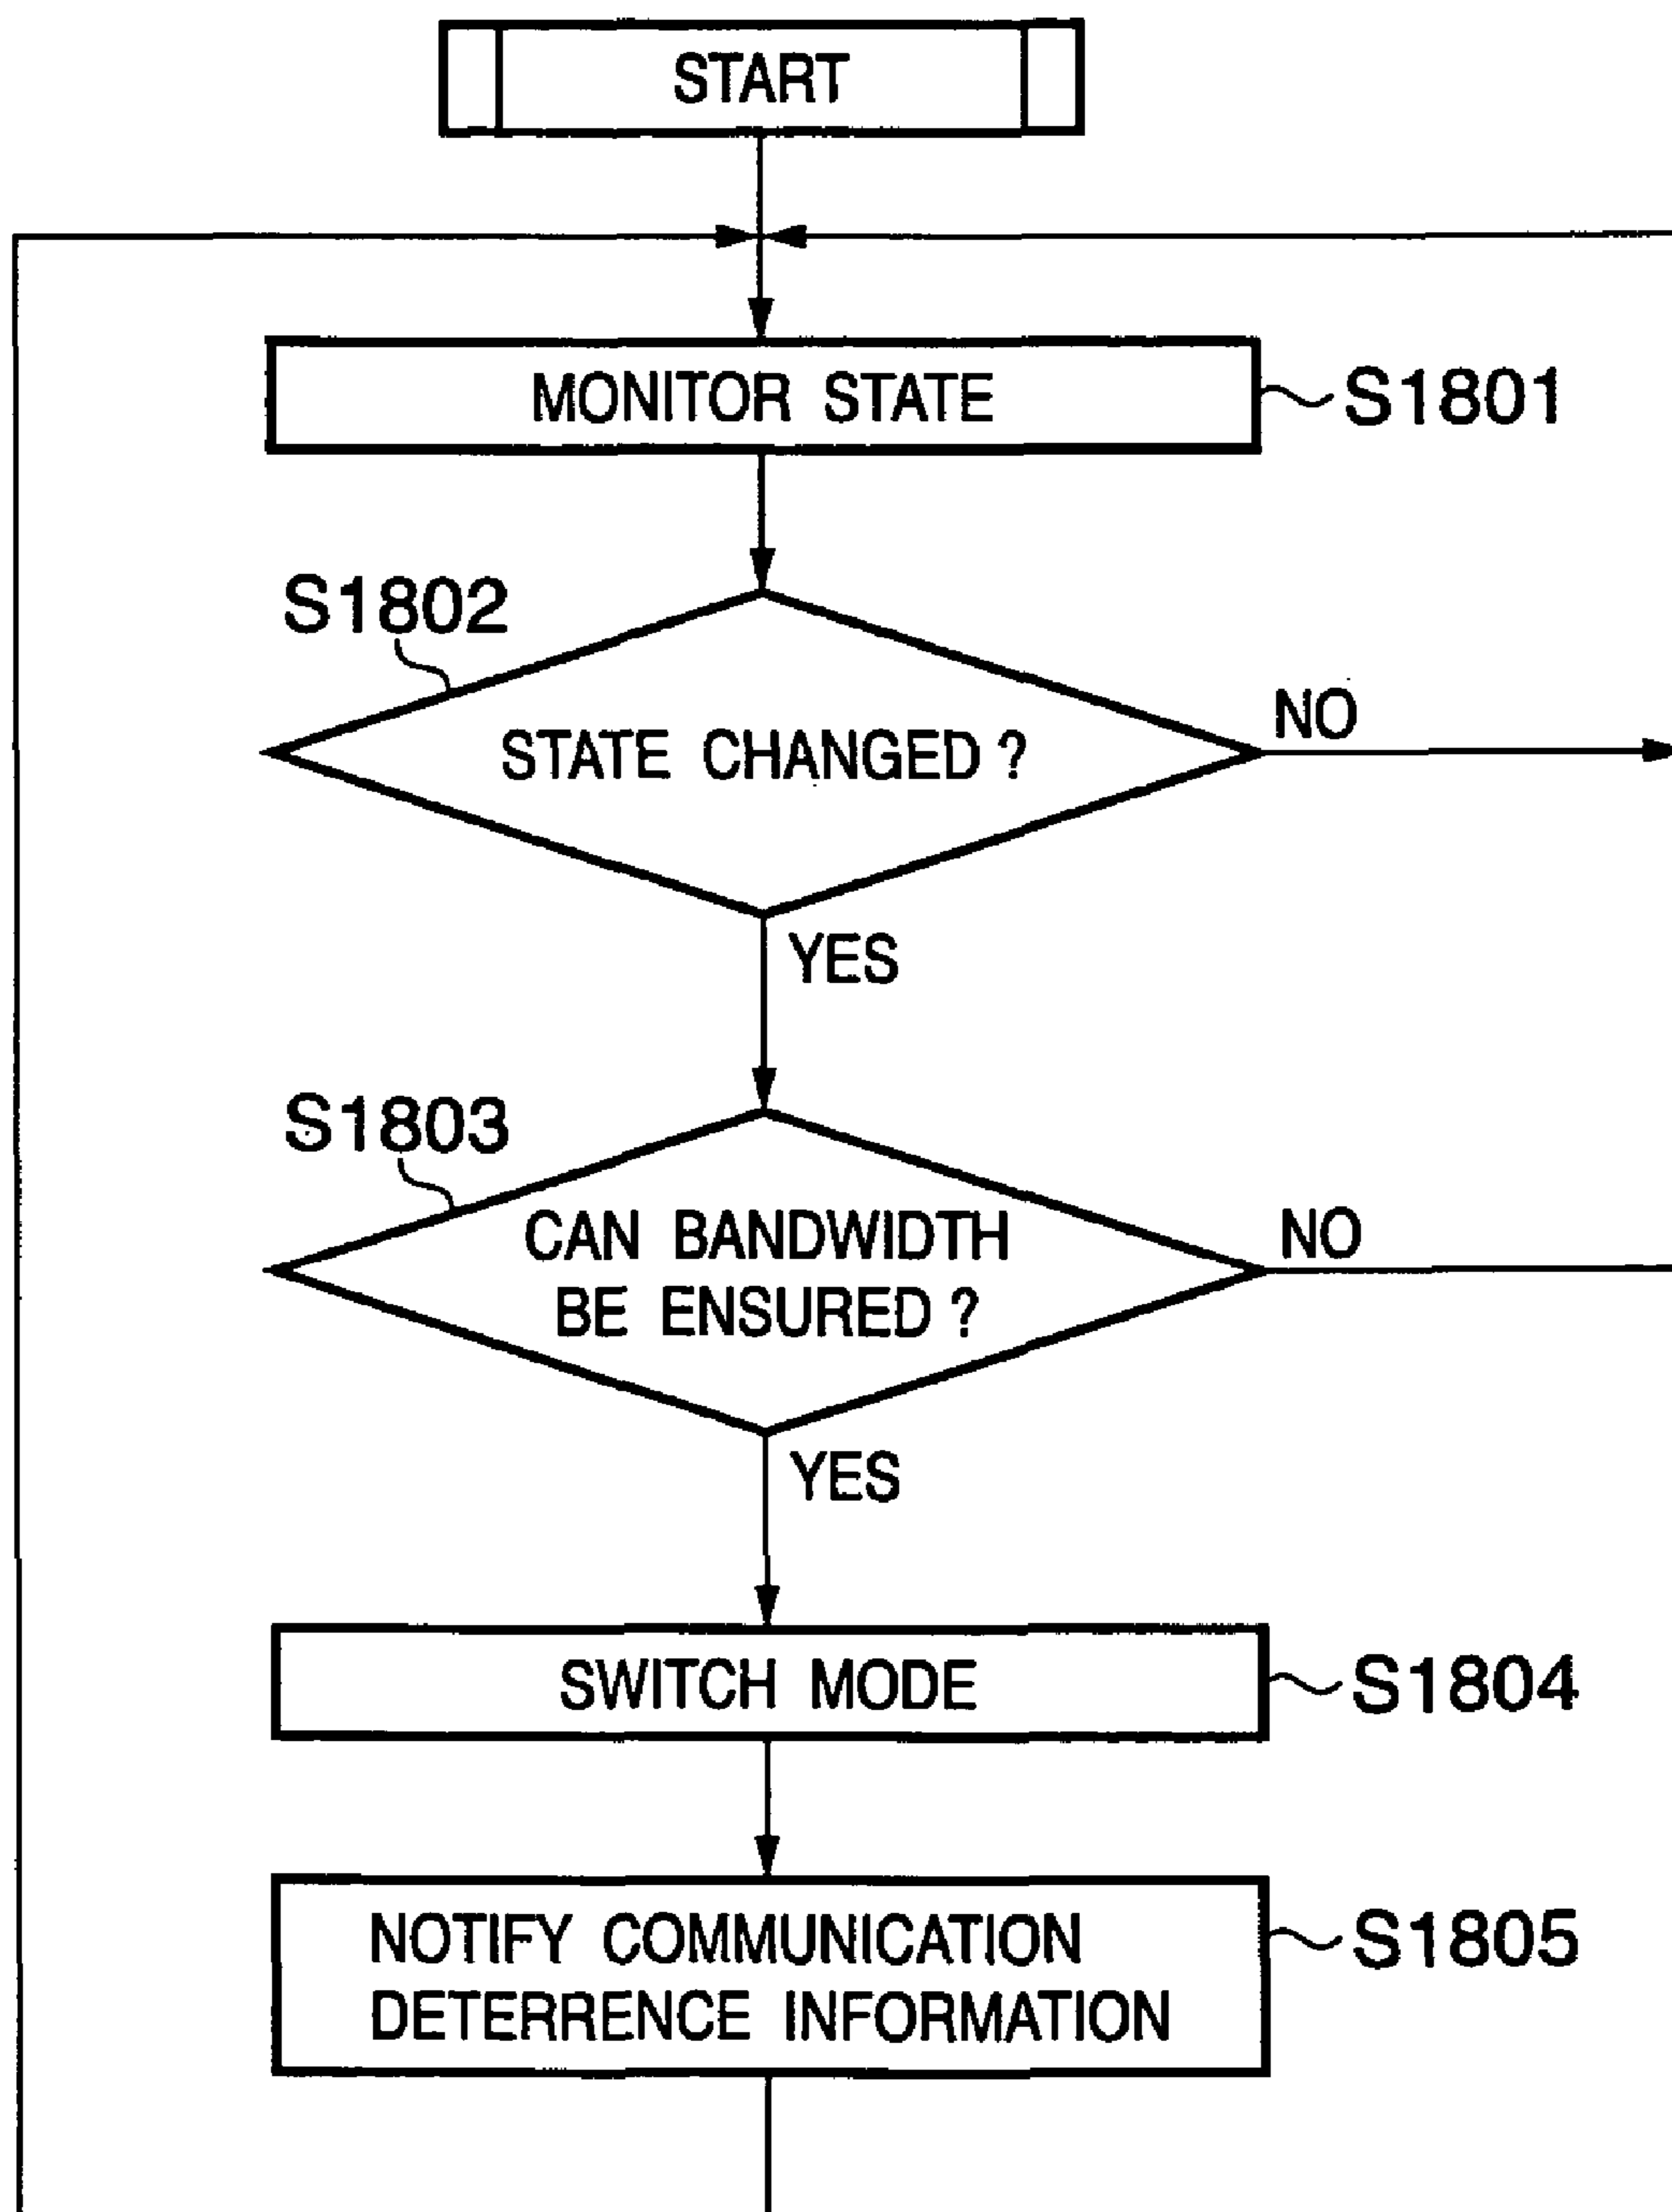 START
MONITOR STATE
S1801
S1802
STATE CHANGED ?
NO
YES
S1803
CAN BANDWIDTH
BE ENSURED ?
NO
YES
SWITCH MODE
S1804
NOTIFY COMMUNICATION
DETERRENCE INFORMATION
S1805